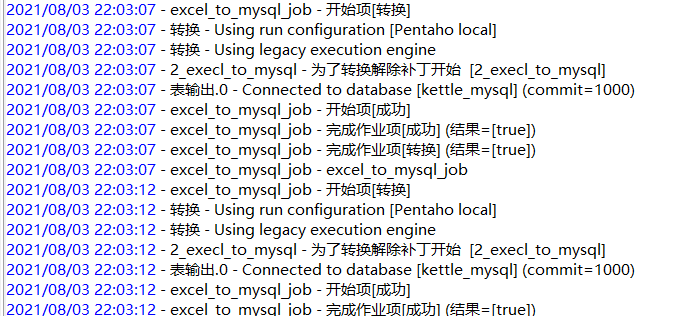 2021/08/03 22:03:07 - excel_to_mysql_job - 开始项[转换]
2021/08/03 22:03:07 - 转换 - Using run configuration [Pentaho local]
2021/08/03 22:03:07 - 转换 - Using legacy execution engine
2021/08/03 22:03:07 - 2_execl_to_mysql - 为了转换解除补丁开始  [2_execl_to_mysql]
2021/08/03 22:03:07 - 表输出.0 - Connected to database [kettle_mysql] (commit=1000)
2021/08/03 22:03:07 - excel_to_mysql_job - 开始项[成功]
2021/08/03 22:03:07 - excel_to_mysql_job - 完成作业项[成功] (结果=[true])
2021/08/03 22:03:07 - excel_to_mysql_job - 完成作业项[转换] (结果=[true])
2021/08/03 22:03:07 - excel_to_mysql_job - excel_to_mysql_job
2021/08/03 22:03:12 - excel_to_mysql_job - 开始项[转换]
2021/08/03 22:03:12 - 转换 - Using run configuration [Pentaho local]
2021/08/03 22:03:12 - 转换 - Using legacy execution engine
2021/08/03 22:03:12 - 2_execl_to_mysql - 为了转换解除补丁开始  [2_execl_to_mysql]
2021/08/03 22:03:12 - 表输出.0 - Connected to database [kettle_mysql] (commit=1000)
2021/08/03 22:03:12 - excel_to_mysql_job - 开始项[成功]
2021/08/03 22:03:12 - excel_to_mysql_job - 完成作业项[成功] (结果=[true])